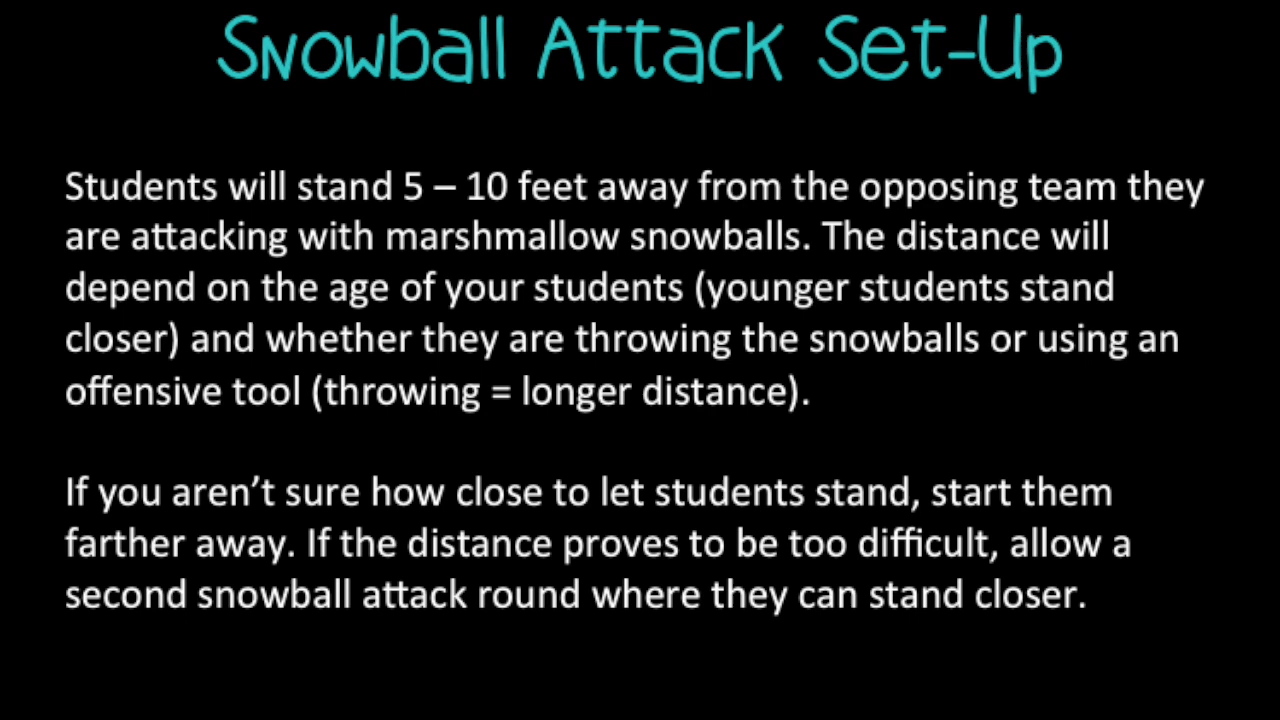 Snowball Attack Set-Up
Students will stand 5 – 10 feet away from the opposing team they
are attacking with marshmallow snowballs. The distance will
depend on the age of your students (younger students stand
closer) and whether they are throwing the snowballs or using an
offensive tool (throwing = longer distance).
If you aren’t sure how close to let students stand, start them
farther away. If the distance proves to be too difficult, allow a
second snowball attack round where they can stand closer.